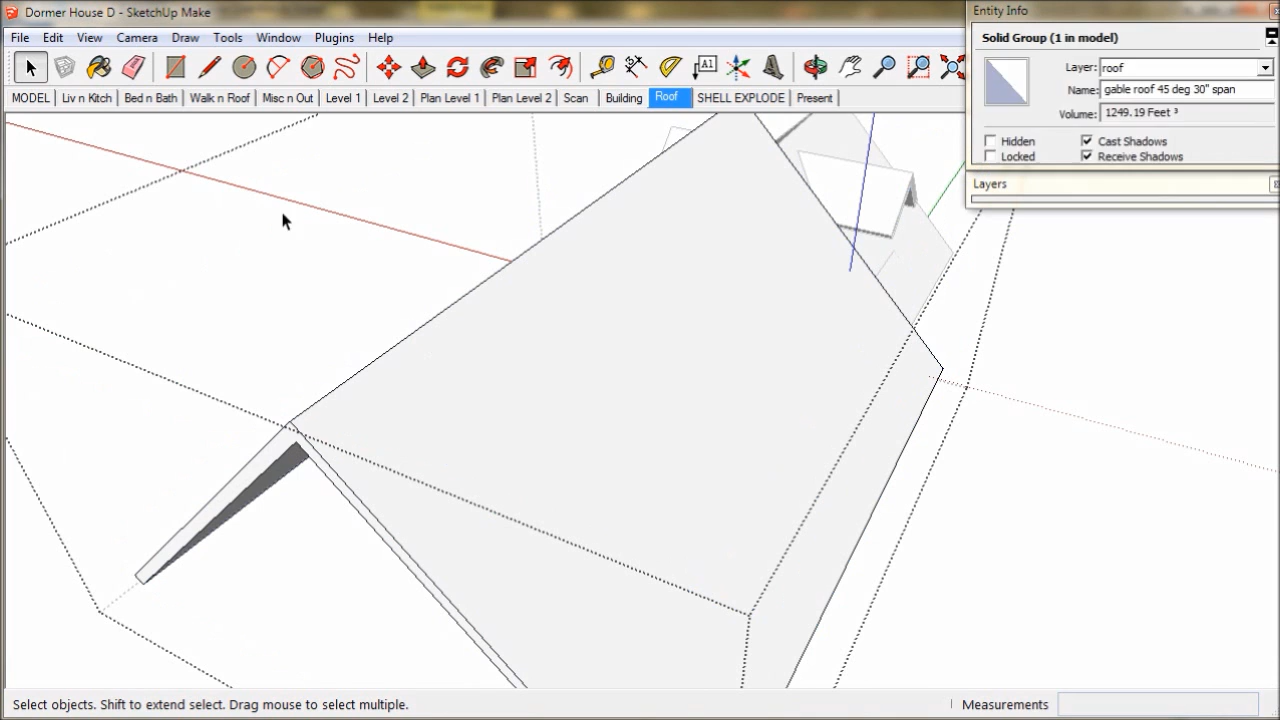 Dormer House D - SketchUp Make
Entity Info
File Edit View Camera Draw Tools Window Plugins Help
Solid Group (1 in model)
Layer: roof
Name: gable roof 45 deg 30" span
Volume: 1249.19 Feet ³
Hidden Cast Shadows
Locked Receive Shadows
Layers
A1
MODEL Liv n Kitch Bed n Bath Walk n Roof Misc n Out Level 1 Level 2 Plan Level 1 Plan Level 2 Scan Building Roof SHELL EXPLODE Present
Select objects. Shift to extend select. Drag mouse to select multiple. Measurements